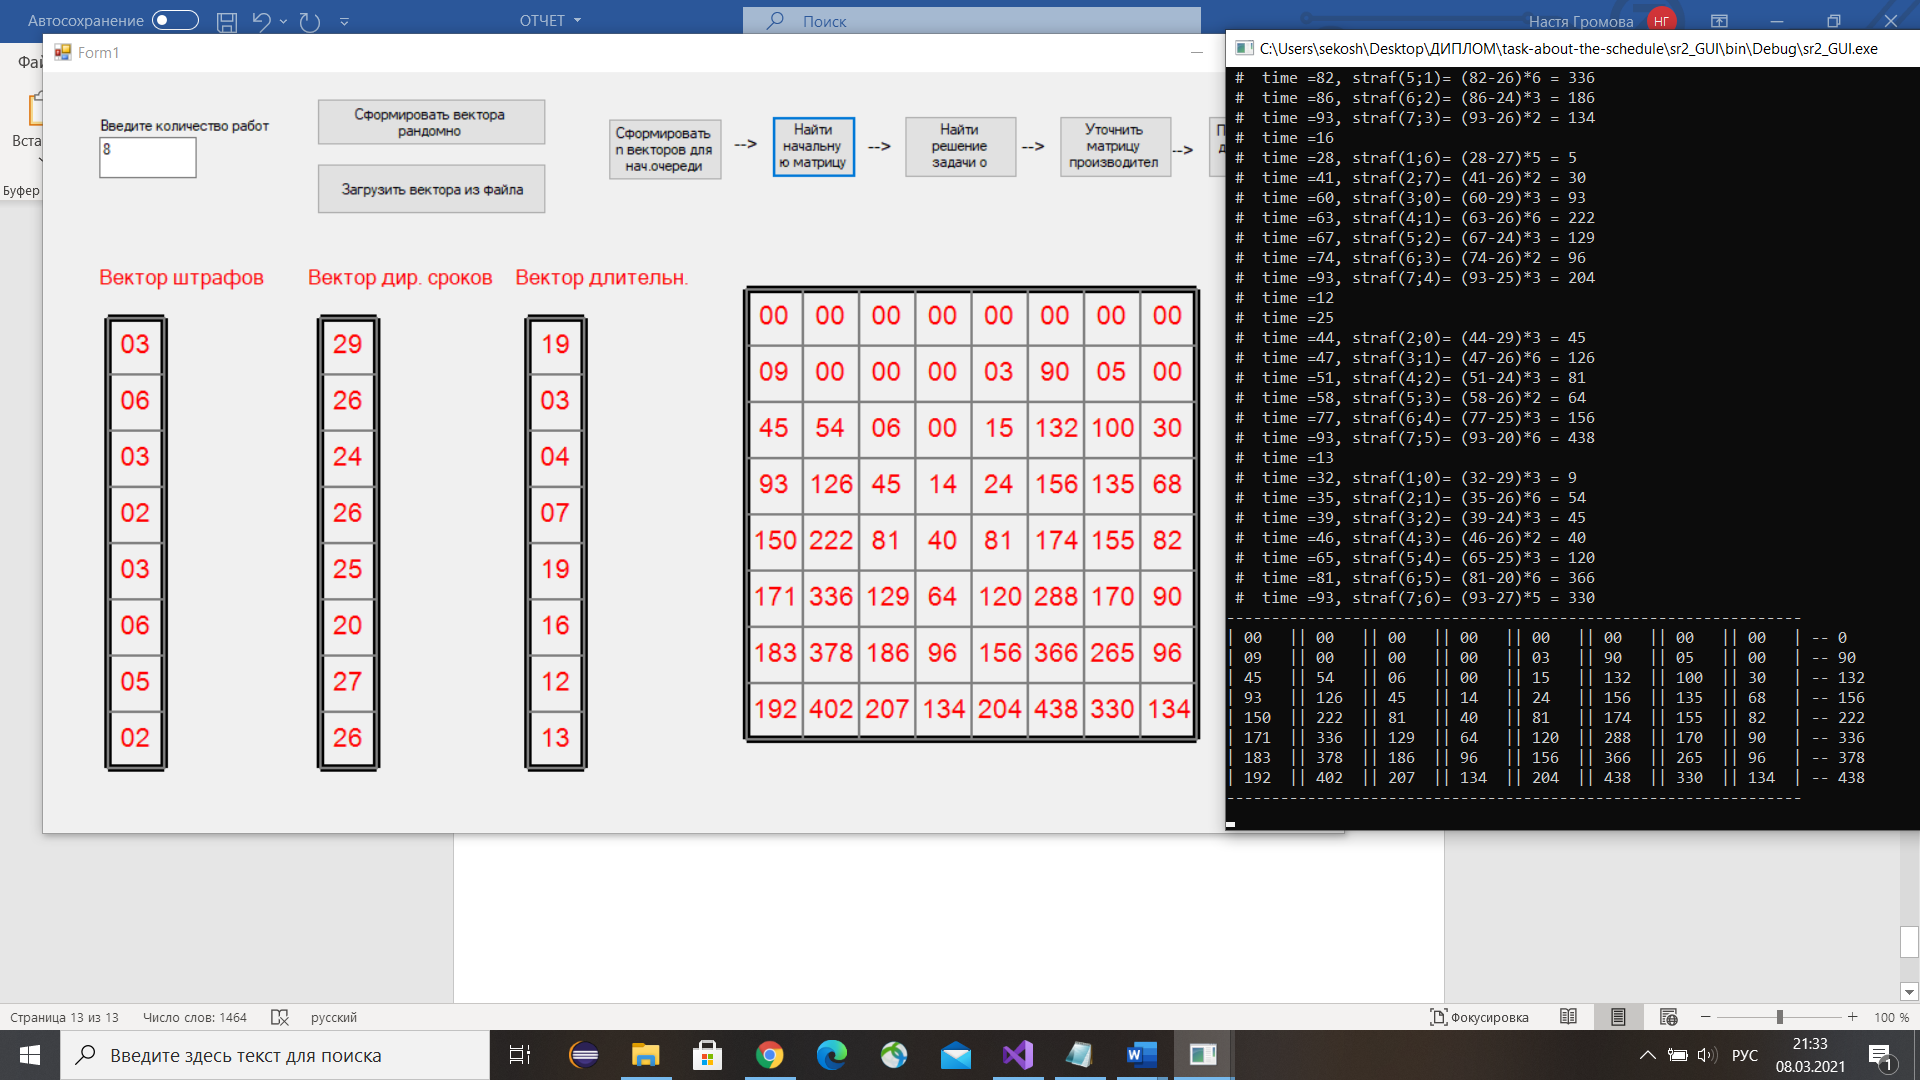 Автосохранение
ОТЧЕТ
Поиск
Настя Громова
НГ
Фай
Вста
Буфер
Form1
Введите количество работ
8
Сформировать вектора
рандомно
Загрузить вектора из файла
Сформировать
n векторов для
нач.очереди
-->
Найти
начальну
ю матрицу
-->
Найти
решение
задачи о
-->
Уточнить
матрицу
производител
-->
Вектор штрафов
Вектор дир. сроков
Вектор длительн.
03 29 19
06 26 03
03 24 04
02 26 07
03 25 19
06 20 16
05 27 12
02 26 13
00 00 00 00 00 00 00 00
09 00 00 00 03 90 05 00
45 54 06 00 15 132 100 30
93 126 45 14 24 156 135 68
150 222 81 40 81 174 155 82
171 336 129 64 120 288 170 90
183 378 186 96 156 366 265 96
192 402 207 134 204 438 330 134
C:\Users\sekosh\Desktop\ДИПЛОМ\task-about-the-schedule\sr2_GUI\bin\Debug\sr2_GUI.exe
# time =82, straf(5;1)= (82-26)*6 = 336
# time =86, straf(6;2)= (86-24)*3 = 186
# time =93, straf(7;3)= (93-26)*2 = 134
# time =16
# time =28, straf(1;6)= (28-27)*5 = 5
# time =41, straf(2;7)= (41-26)*2 = 30
# time =60, straf(3;0)= (60-29)*3 = 93
# time =63, straf(4;1)= (63-26)*6 = 222
# time =67, straf(5;2)= (67-24)*3 = 129
# time =74, straf(6;3)= (74-26)*2 = 96
# time =93, straf(7;4)= (93-25)*3 = 204
# time =12
# time =25
# time =44, straf(2;0)= (44-29)*3 = 45
# time =47, straf(3;1)= (47-26)*6 = 126
# time =51, straf(4;2)= (51-24)*3 = 81
# time =58, straf(5;3)= (58-26)*2 = 64
# time =77, straf(6;4)= (77-25)*3 = 156
# time =93, straf(7;5)= (93-20)*6 = 438
# time =13
# time =32, straf(1;0)= (32-29)*3 = 9
# time =35, straf(2;1)= (35-26)*6 = 54
# time =39, straf(3;2)= (39-24)*3 = 45
# time =46, straf(4;3)= (46-26)*2 = 40
# time =65, straf(5;4)= (65-25)*3 = 120
# time =81, straf(6;5)= (81-20)*6 = 366
# time =93, straf(7;6)= (93-27)*5 = 330
| 00 || 00 || 00 || 00 || 00 || 00 || 00 || 00 | -- 0
| 09 || 00 || 00 || 00 || 03 || 90 || 05 || 00 | -- 90
| 45 || 54 || 06 || 00 || 15 || 132 || 100 || 30 | -- 132
| 93 || 126 || 45 || 14 || 24 || 156 || 135 || 68 | -- 156
| 150 || 222 || 81 || 40 || 81 || 174 || 155 || 82 | -- 222
| 171 || 336 || 129 || 64 || 120 || 288 || 170 || 90 | -- 336
| 183 || 378 || 186 || 96 || 156 || 366 || 265 || 96 | -- 378
| 192 || 402 || 207 || 134 || 204 || 438 || 330 || 134 | -- 438
Страница 13 из 13
Число слов: 1464
русский
Фокусировка
100 %
Введите здесь текст для поиска
РУС
21:33
08.03.2021
1